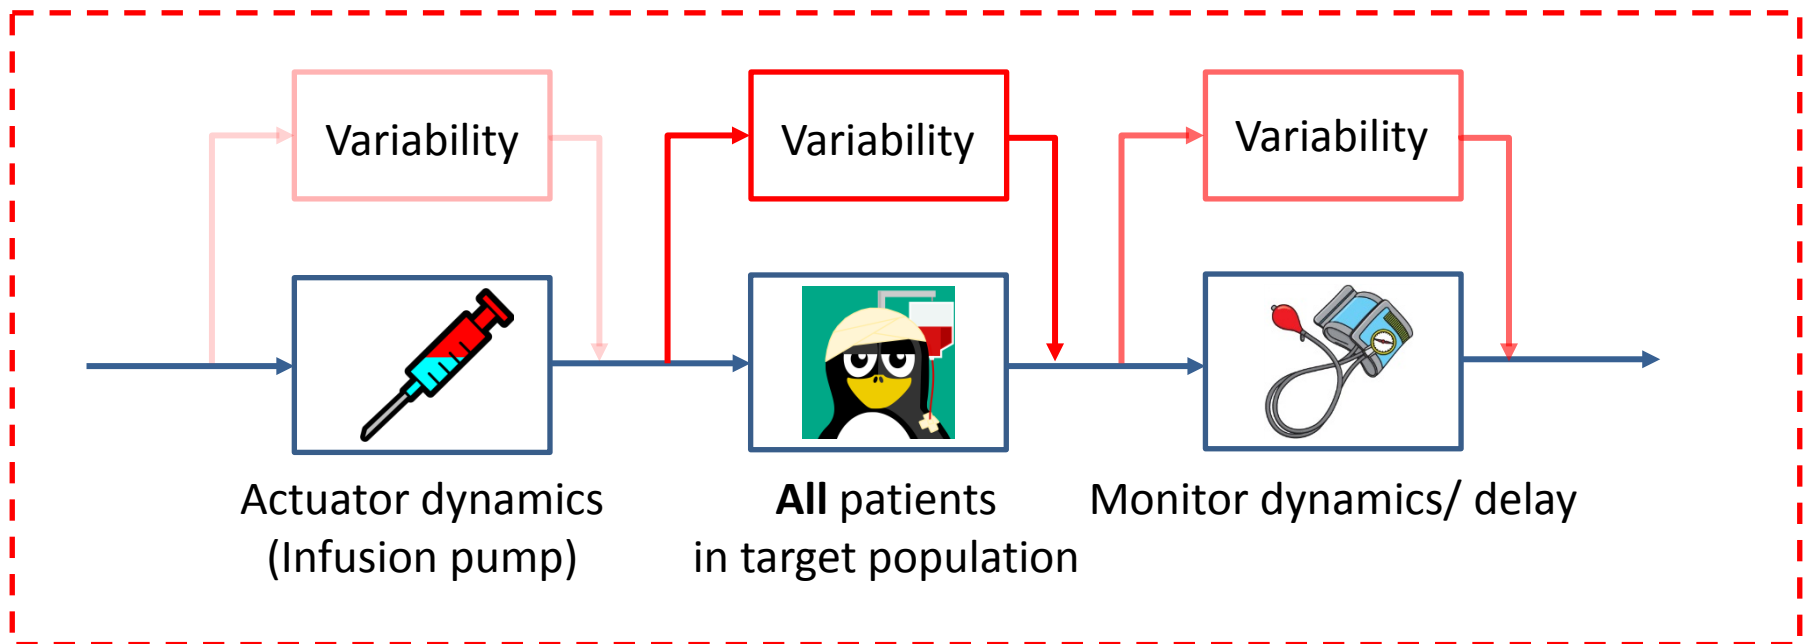 Variability
Variability
Variability
Actuator dynamics
(Infusion pump)
All patients
in target population
Monitor dynamics/ delay